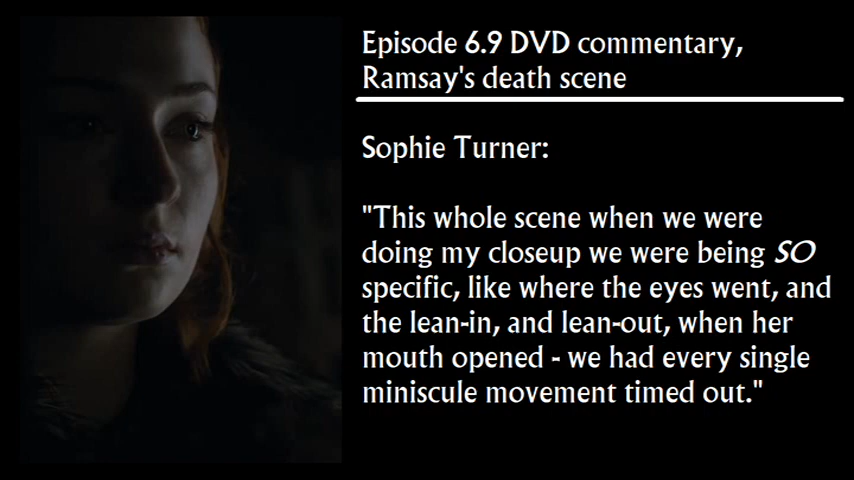 Episode 6.9 DVD commentary,
Ramsay's death scene
Sophie Turner:
"This whole scene when we were
doing my closeup we were being SO
specific, like where the eyes went, and
the lean-in, and lean-out, when her
mouth opened - we had every single
miniscule movement timed out."